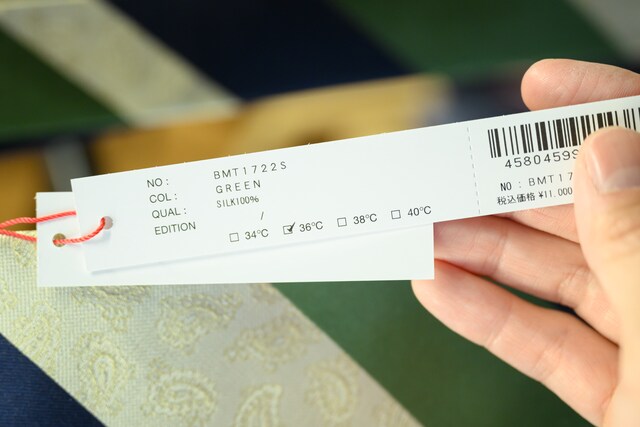 NO: BMT1722S
COL: GREEN
QUAL: SILK100%
EDITION /
34℃ 36℃ 38℃ 40℃
4580459
NO: BMT17
税込価格 ¥11,000